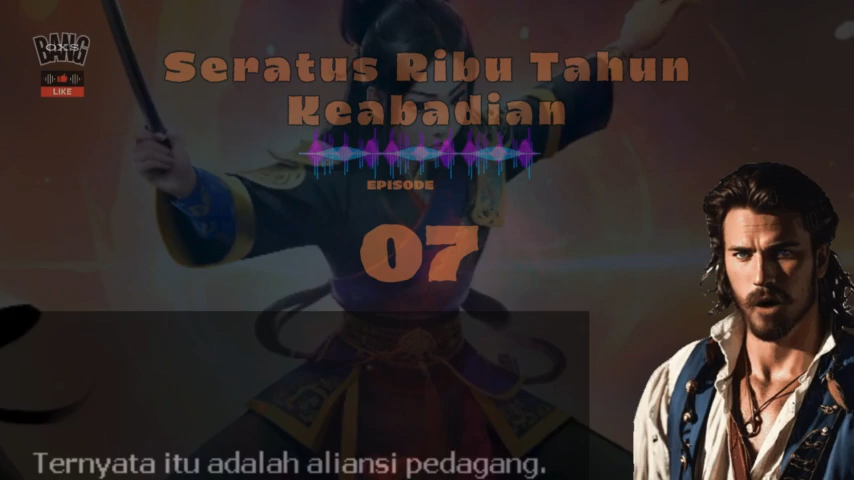 BANG
OXS
LIKE
Seratus Ribu Tahun
Keabadian
EPISODE
07
Ternyata itu adalah aliansi pedagang.